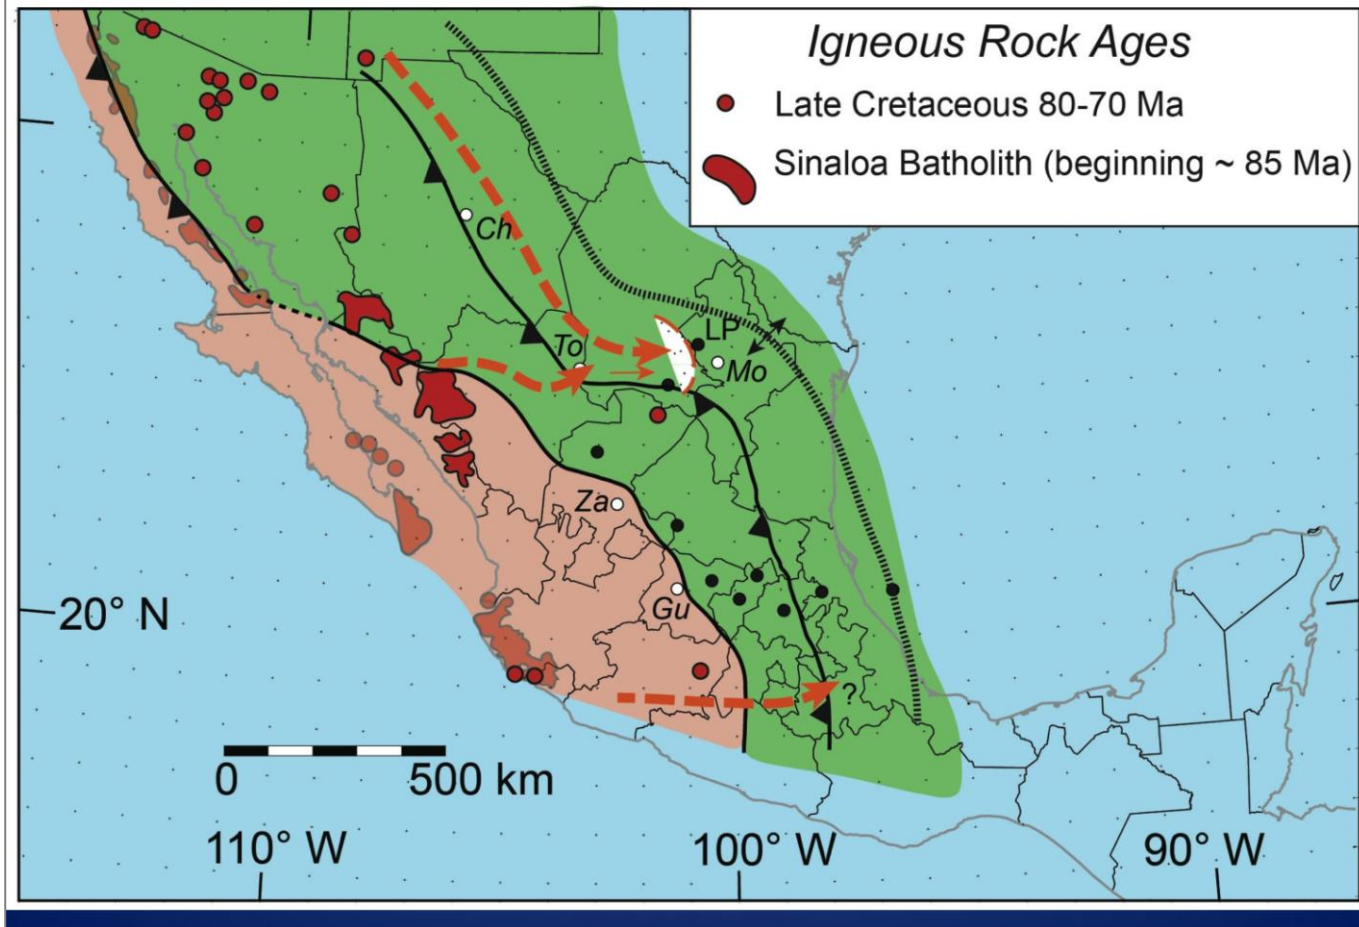 Igneous Rock Ages
Late Cretaceous 80-70 Ma
Sinaloa Batholith (beginning ~ 85 Ma)
Ch
To
LP
Mo
Za
Gu
20° N
?
0
500 km
110° W
100° W
90° W